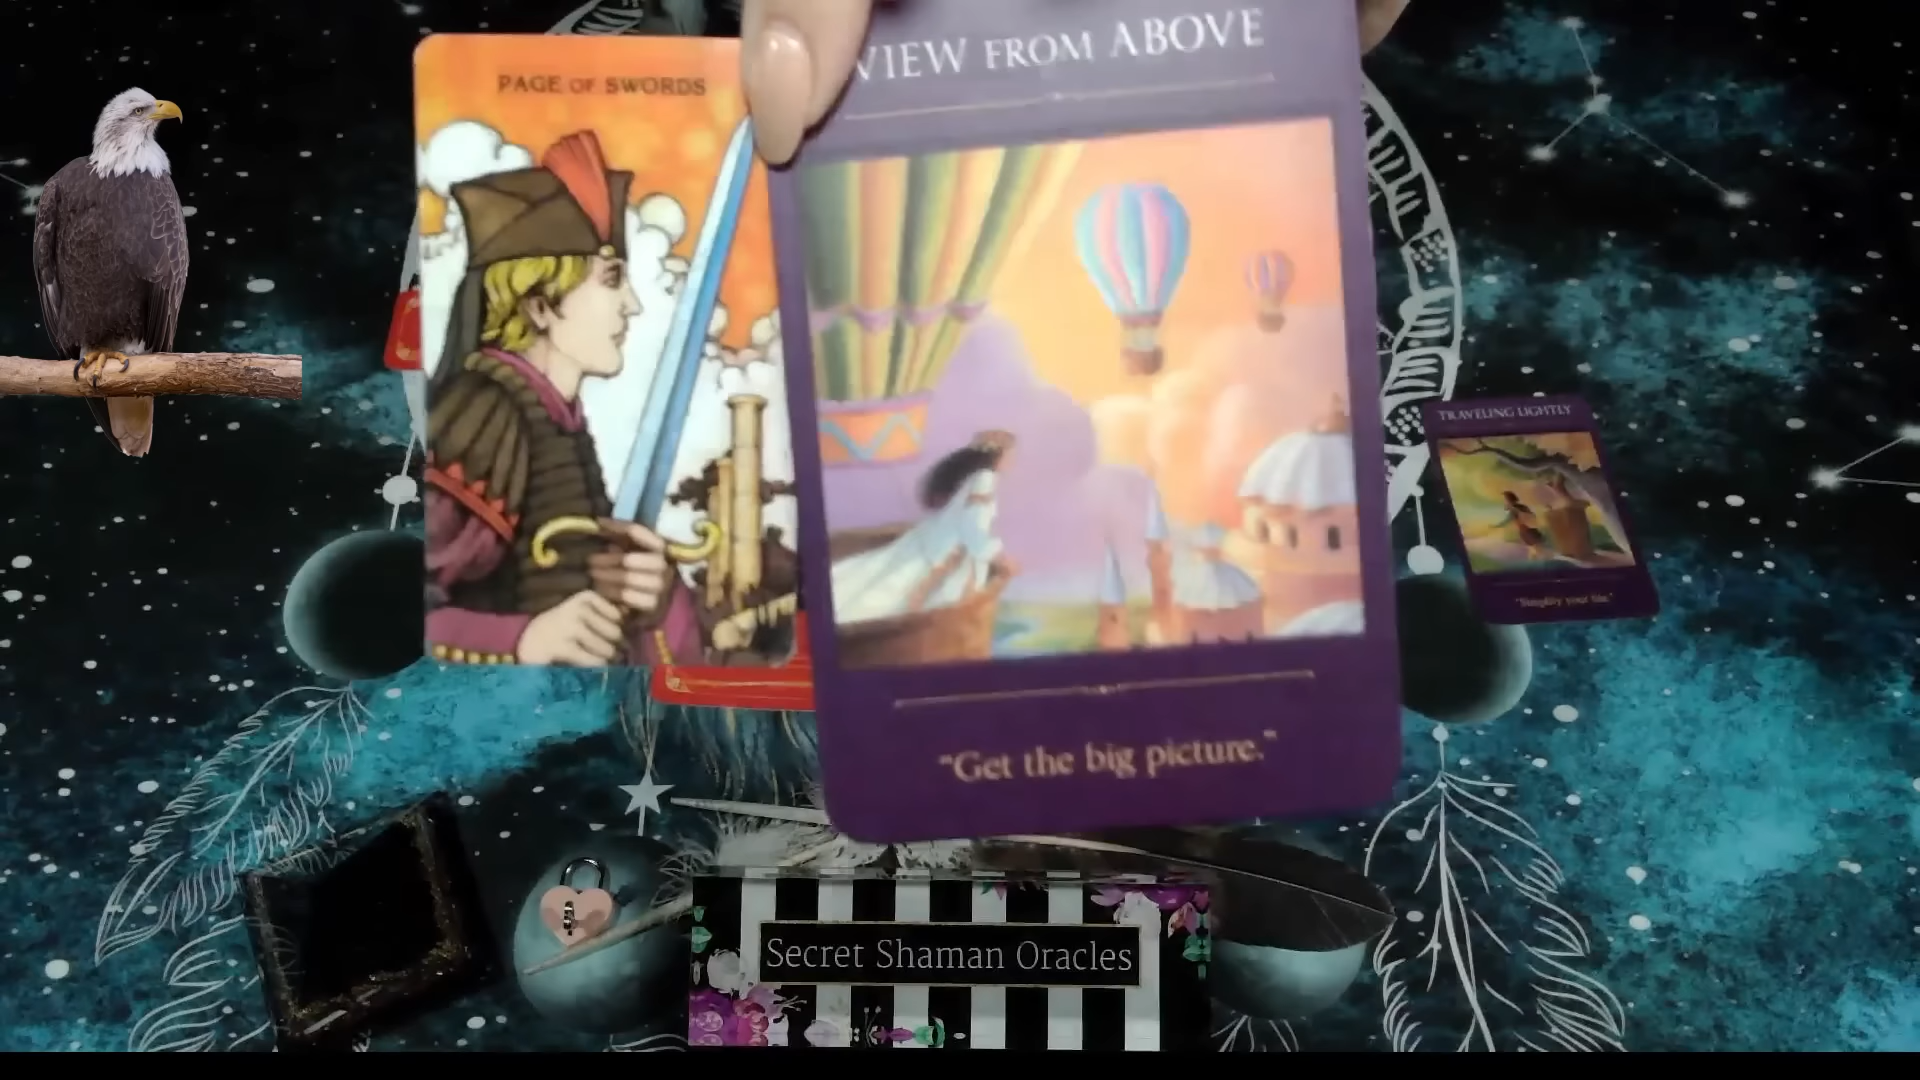 PAGE OF SWORDS
VIEW FROM ABOVE
TRAVELING LIGHTLY
"Simplify your life."
"Get the big picture."
Secret Shaman Oracles